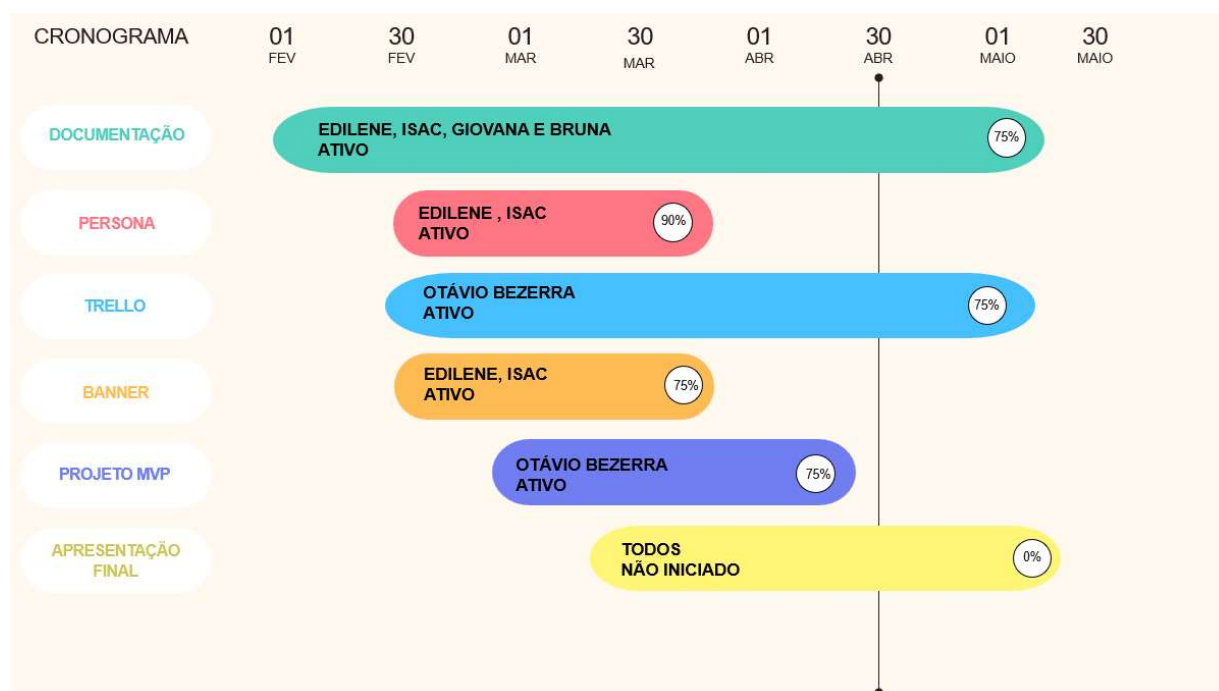 CRONOGRAMA
01
FEV
30
FEV
01
MAR
30
MAR
01
ABR
30
ABR
01
MAIO
30
MAIO
DOCUMENTAÇÃO
EDILENE, ISAC, GIOVANA E BRUNA
ATIVO
75%
PERSONA
EDILENE , ISAC
ATIVO
90%
TRELLO
OTÁVIO BEZERRA
ATIVO
75%
BANNER
EDILENE, ISAC
ATIVO
75%
PROJETO MVP
OTÁVIO BEZERRA
ATIVO
75%
APRESENTAÇÃO
FINAL
TODOS
NÃO INICIADO
0%